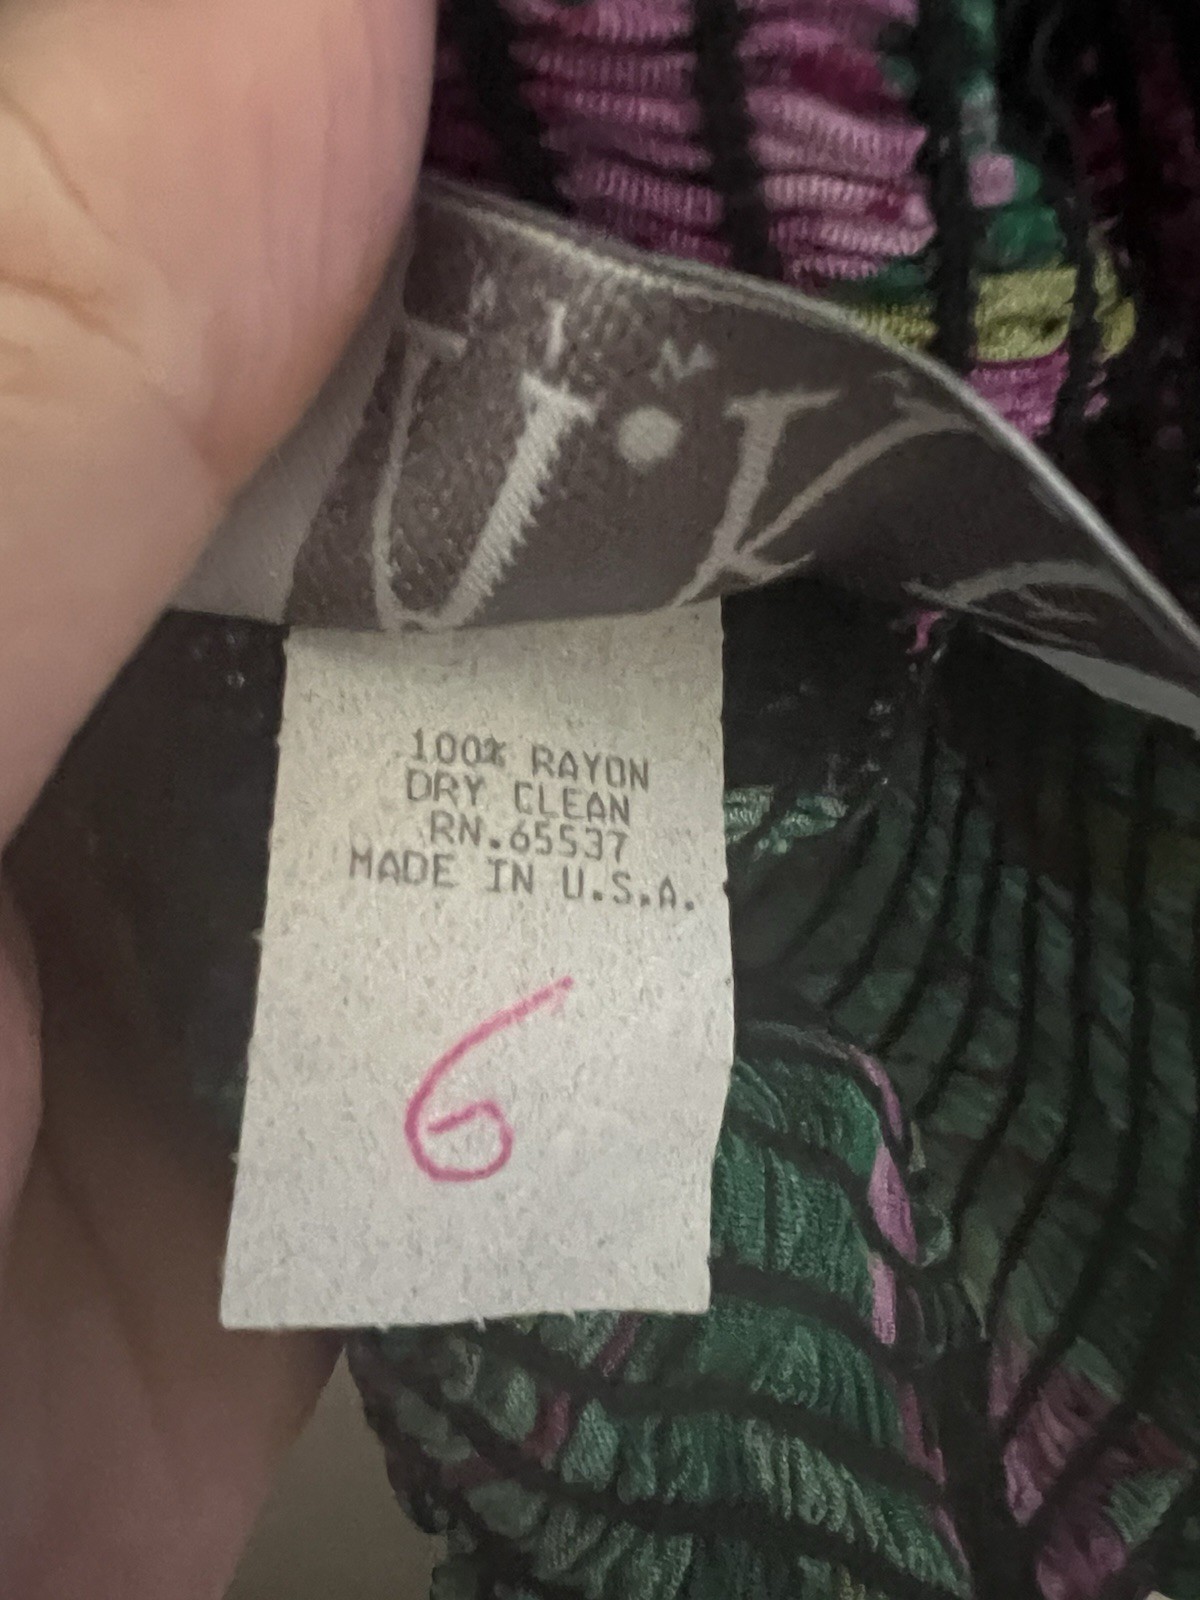 U.K.
100% RAYON
DRY CLEAN
RN.65537
MADE IN U.S.A.
6